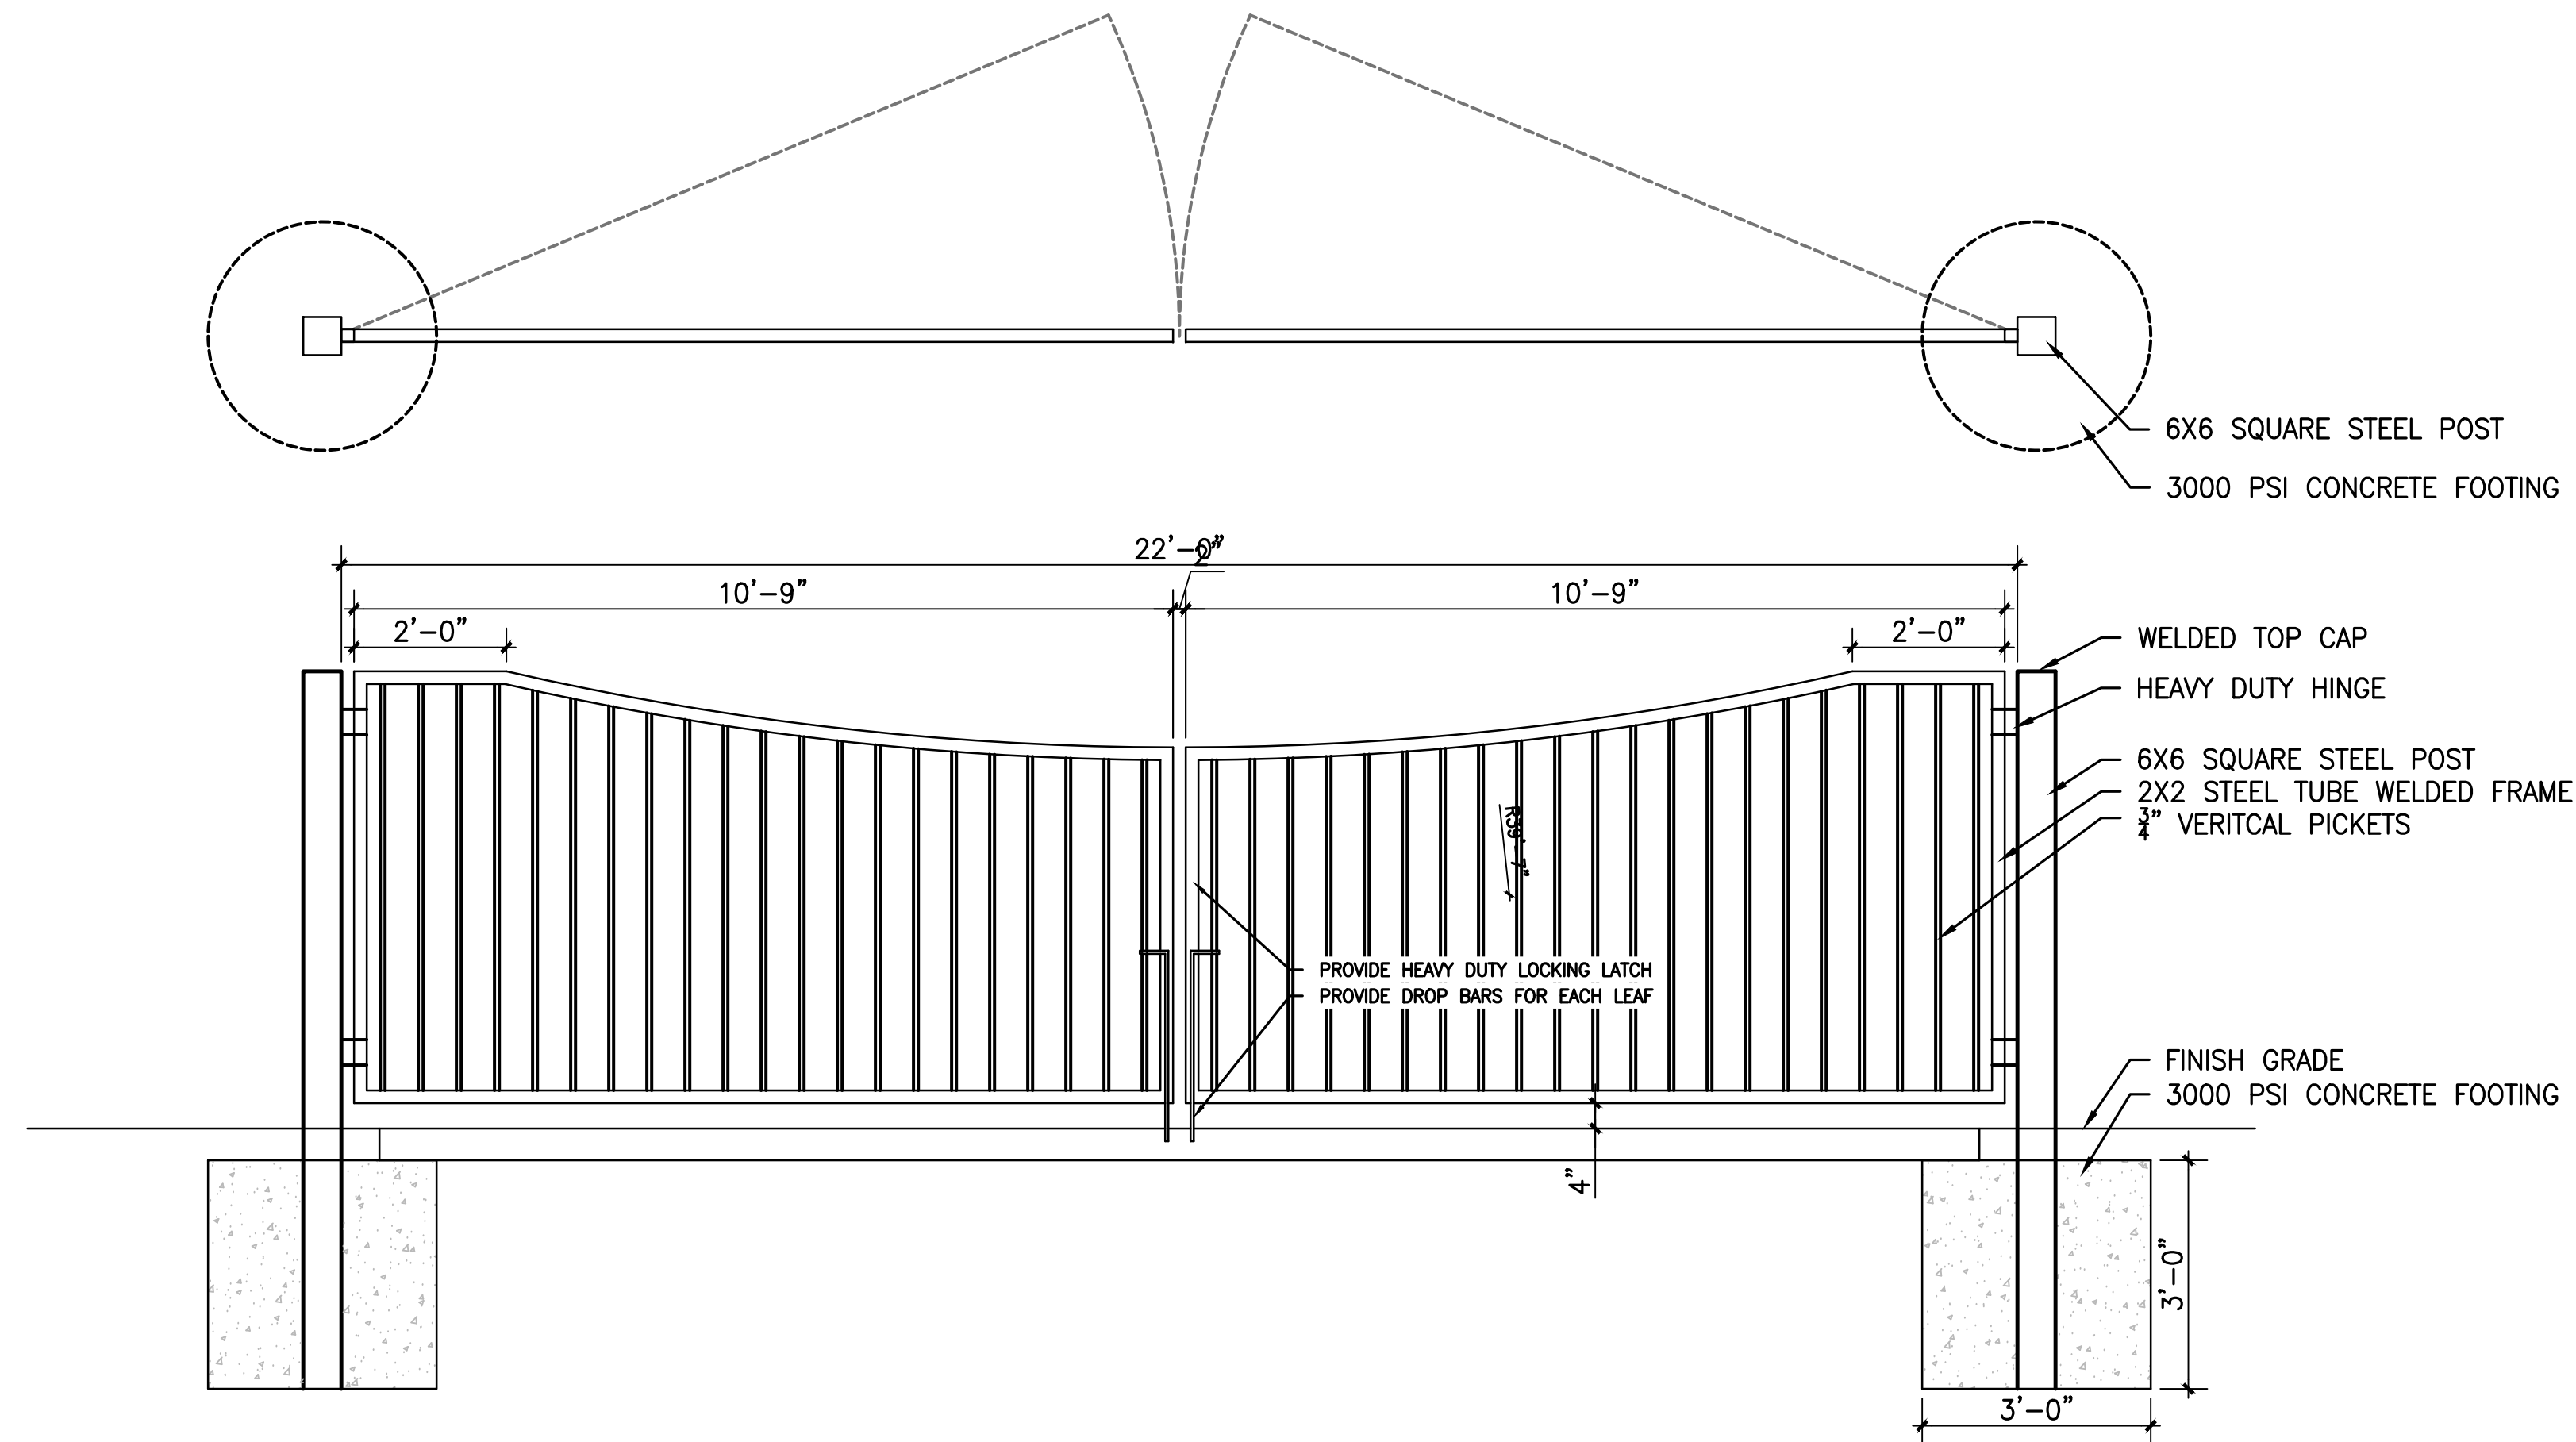 6X6 SQUARE STEEL POST
3000 PSI CONCRETE FOOTING
22'-0"
2"
10'-9"
10'-9"
2'-0"
2'-0"
WELDED TOP CAP
HEAVY DUTY HINGE
6X6 SQUARE STEEL POST
2X2 STEEL TUBE WELDED FRAME
3/4" VERITCAL PICKETS
R39'-7"
PROVIDE HEAVY DUTY LOCKING LATCH
PROVIDE DROP BARS FOR EACH LEAF
FINISH GRADE
3000 PSI CONCRETE FOOTING
4"
3'-0"
3'-0"